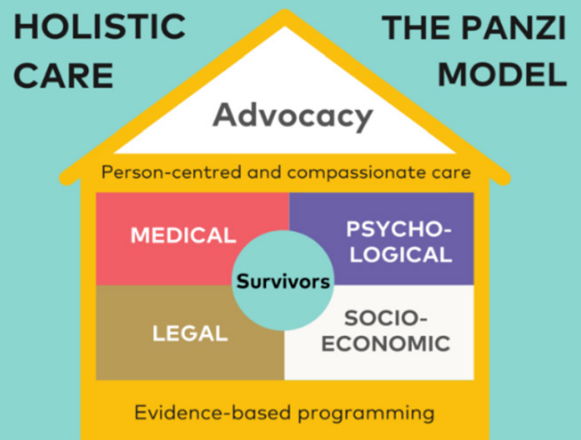 HOLISTIC
CARE
THE PANZI
MODEL
Advocacy
Person-centred and compassionate care
MEDICAL
PSYCHO-
LOGICAL
Survivors
LEGAL
SOCIO-
ECONOMIC
Evidence-based programming